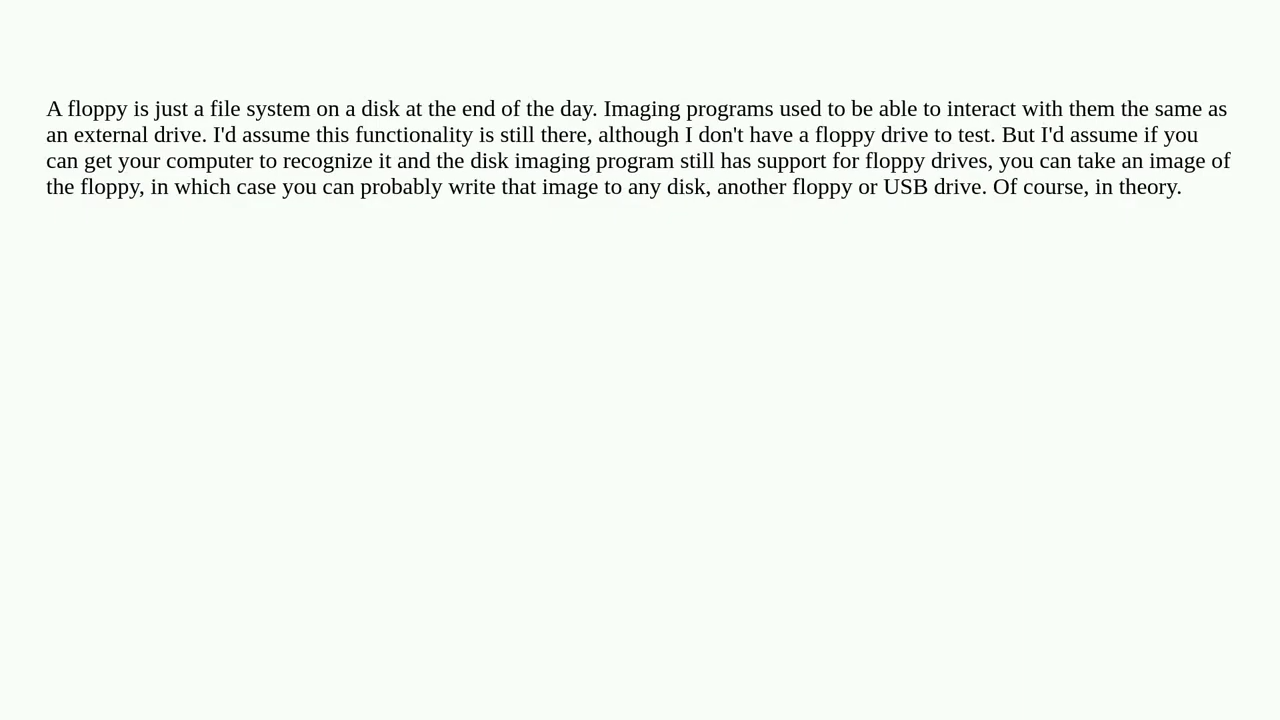 A floppy is just a file system on a disk at the end of the day. Imaging programs used to be able to interact with them the same as
an external drive. I'd assume this functionality is still there, although I don't have a floppy drive to test. But I'd assume if you
can get your computer to recognize it and the disk imaging program still has support for floppy drives, you can take an image of
the floppy, in which case you can probably write that image to any disk, another floppy or USB drive. Of course, in theory.